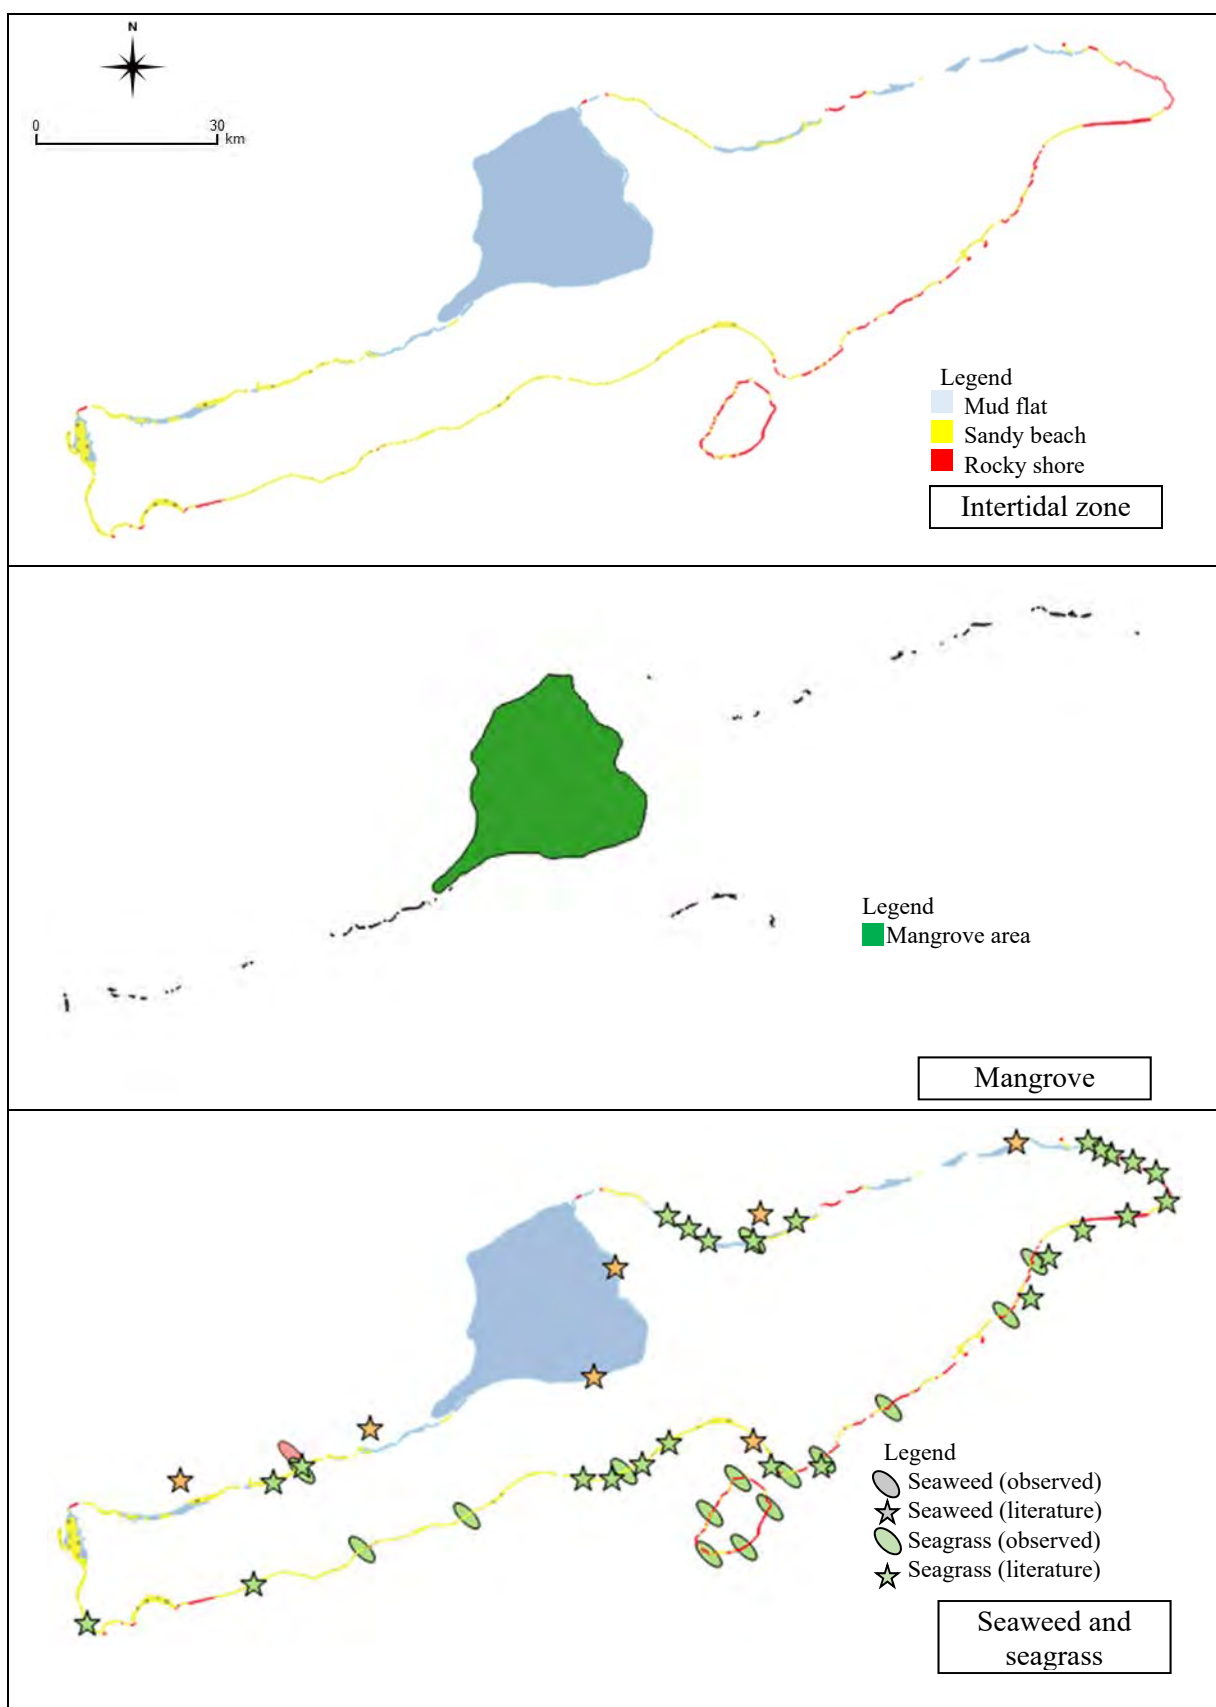 N
0 30
km
Legend
Mud flat
Sandy beach
Rocky shore
Intertidal zone
Legend
Mangrove area
Mangrove
Legend
Seaweed (observed)
Seaweed (literature)
Seagrass (observed)
Seagrass (literature)
Seaweed and
seagrass